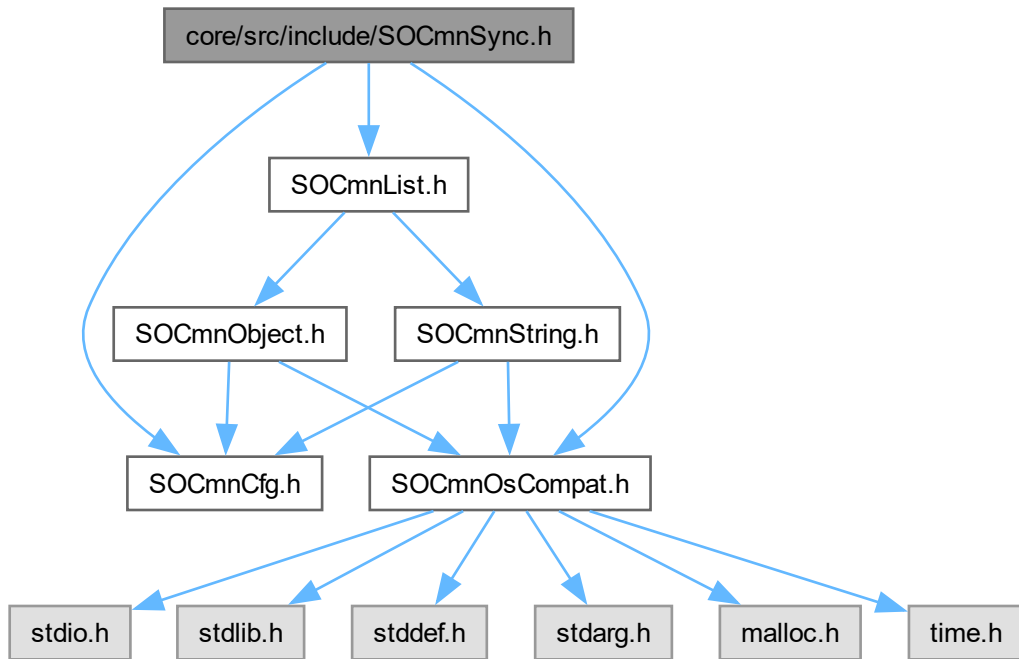 core/src/include/SOCmnSync.h
SOCmnList.h
SOCmnObject.h
SOCmnString.h
SOCmnCfg.h
SOCmnOsCompat.h
stdio.h
stdlib.h
stddef.h
stdarg.h
malloc.h
time.h